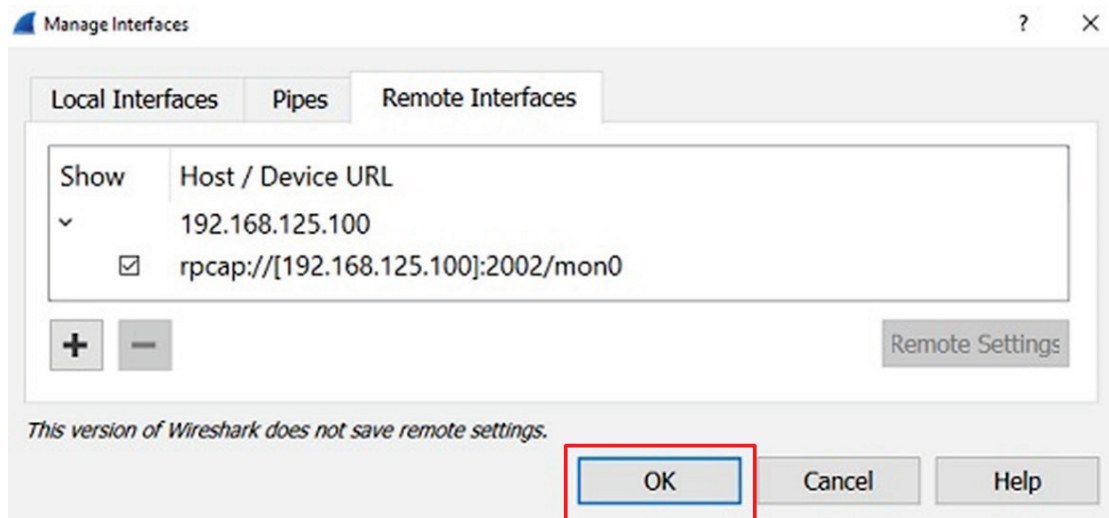 Manage Interfaces ? ×
Local Interfaces Pipes Remote Interfaces
Show Host / Device URL
192.168.125.100
rpcap://[192.168.125.100]:2002/mon0
+ −
Remote Settings
This version of Wireshark does not save remote settings.
OK Cancel Help